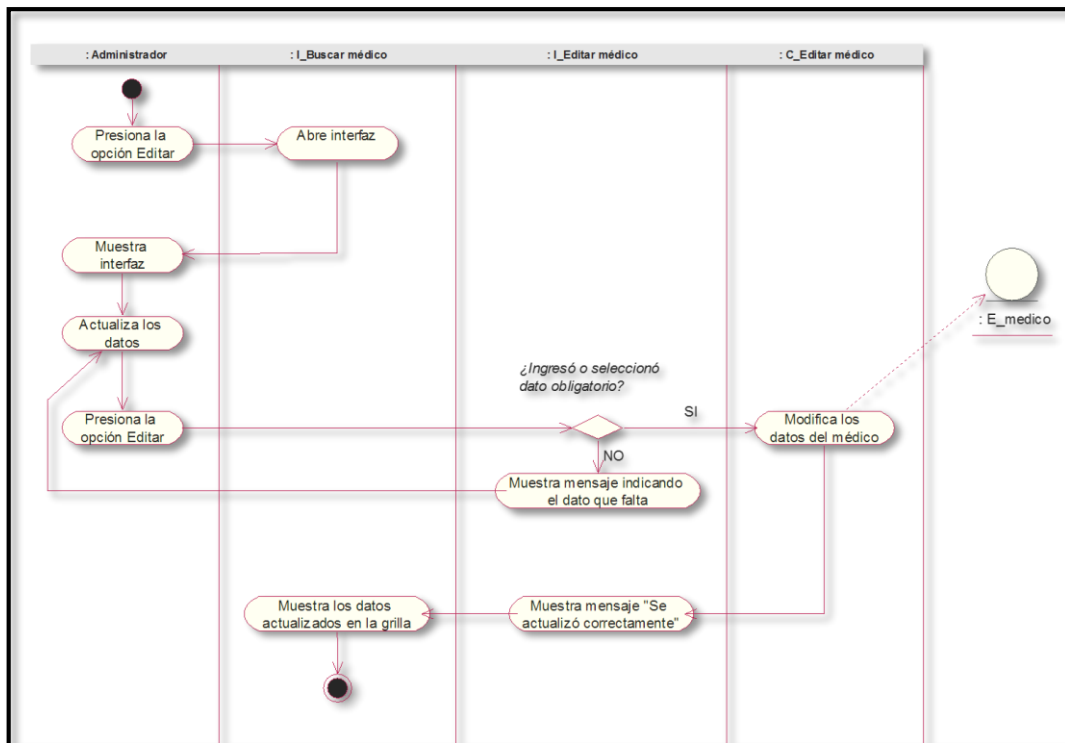 : Administrador
: I_Buscar médico
: I_Editar médico
: C_Editar médico
Presiona la
opción Editar
Abre interfaz
Muestra
interfaz
Actualiza los
datos
: E_medico
¿Ingresó o seleccionó
dato obligatorio?
Presiona la
opción Editar
SI
Modifica los
datos del médico
NO
Muestra mensaje indicando
el dato que falta
Muestra los datos
actualizados en la grilla
Muestra mensaje "Se
actualizó correctamente"